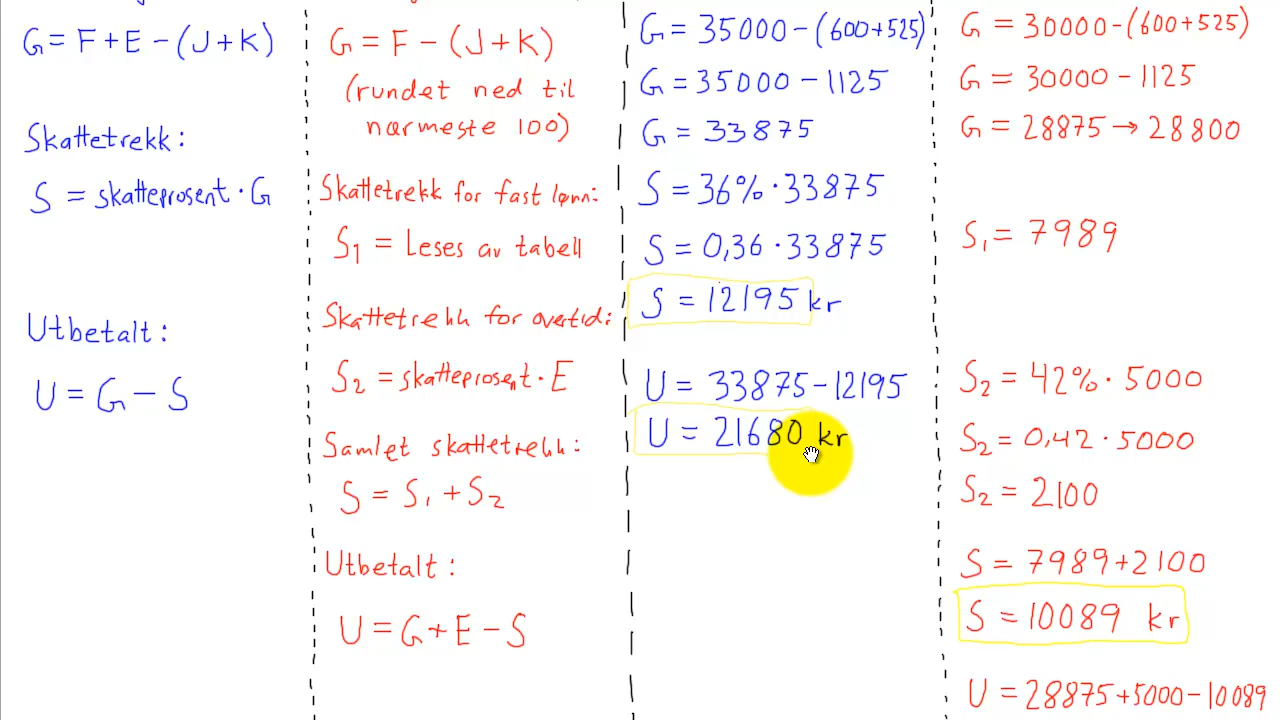 G = F + E − (J + K)
Skattetrekk:
S = skatteprosent · G
Utbetalt:
U = G − S
G = F − (J + K)
(rundet ned til
nærmeste 100)
Skattetrekk for fast lønn:
S₁ = Leses av tabell
Skattetrekk for overtid:
S₂ = skatteprosent · E
Samlet skattetrekk:
S = S₁ + S₂
Utbetalt:
U = G + E − S
G = 35000 − (600 + 525)
G = 35000 − 1125
G = 33875
S = 36% · 33875
S = 0,36 · 33875
S = 12195 kr
U = 33875 − 12195
U = 21680 kr
G = 30000 − (600 + 525)
G = 30000 − 1125
G = 28875 → 28800
S₁ = 7989
S₂ = 42% · 5000
S₂ = 0,42 · 5000
S₂ = 2100
S = 7989 + 2100
S = 10089 kr
U = 28875 + 5000 − 10089